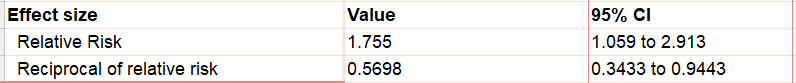 Effect size Value 95% CI
Relative Risk 1.755 1.059 to 2.913
Reciprocal of relative risk 0.5698 0.3433 to 0.9443